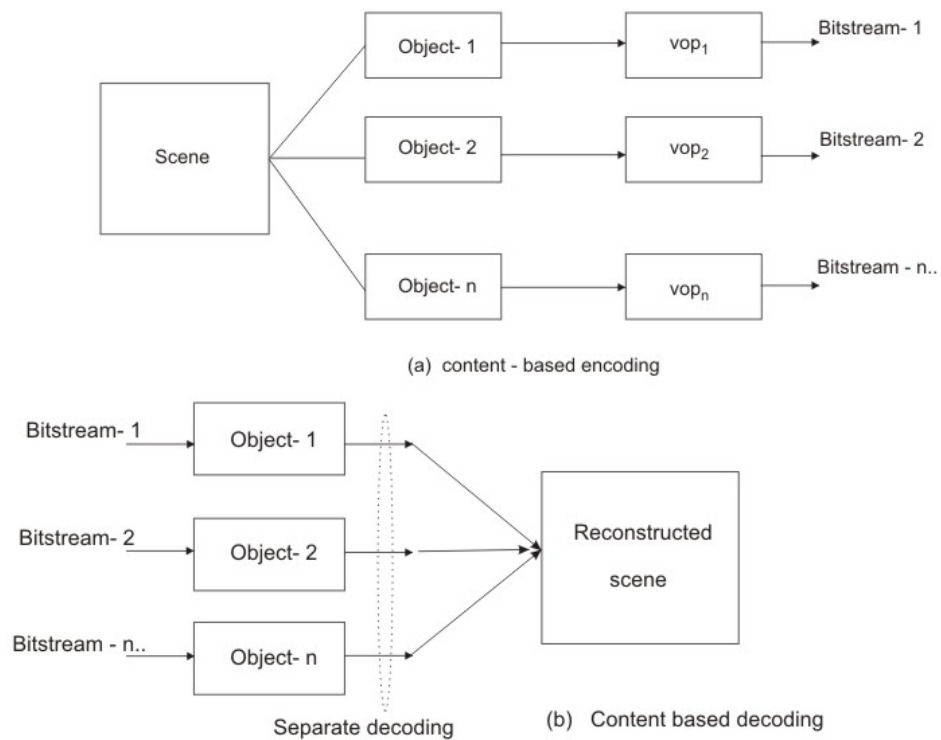 Object- 1
vop1
Bitstream- 1
Scene
Object- 2
vop2
Bitstream- 2
Object- n
vopn
Bitstream - n..
(a) content - based encoding
Bitstream- 1
Object- 1
Bitstream- 2
Object- 2
Reconstructed
scene
Bitstream - n..
Object- n
Separate decoding
(b) Content based decoding